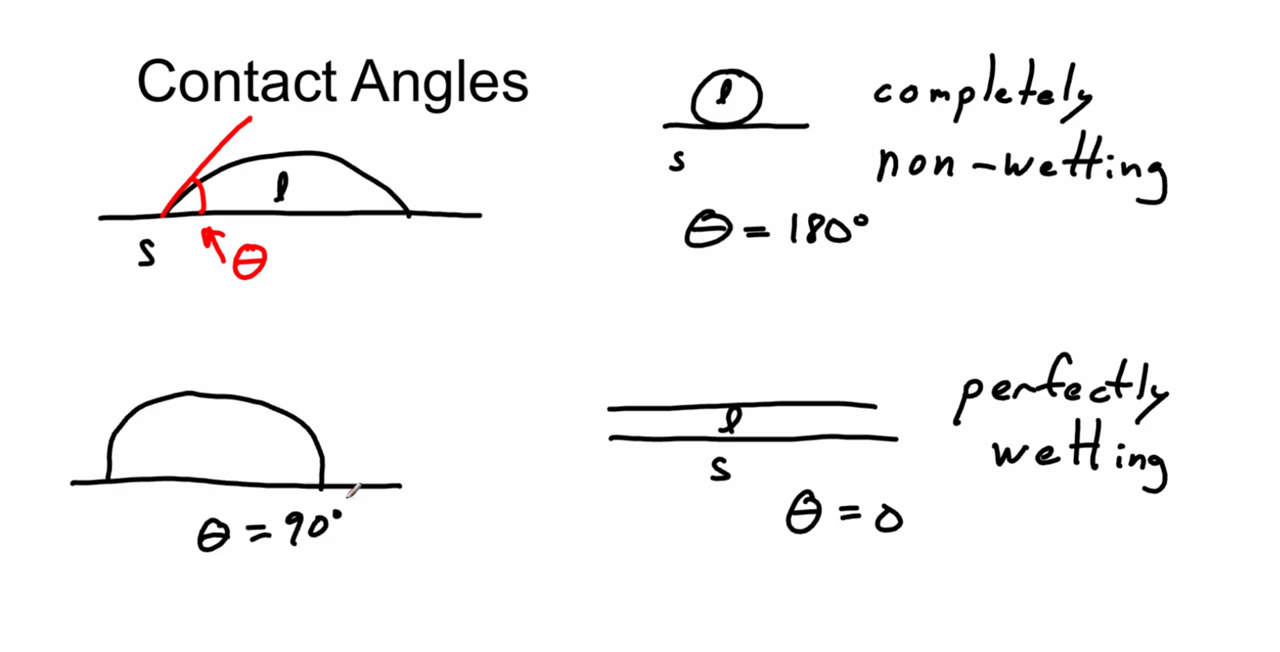 Contact Angles
l
s
θ
l
s
completely
non-wetting
θ = 180°
θ = 90°
l
s
perfectly
wetting
θ = 0